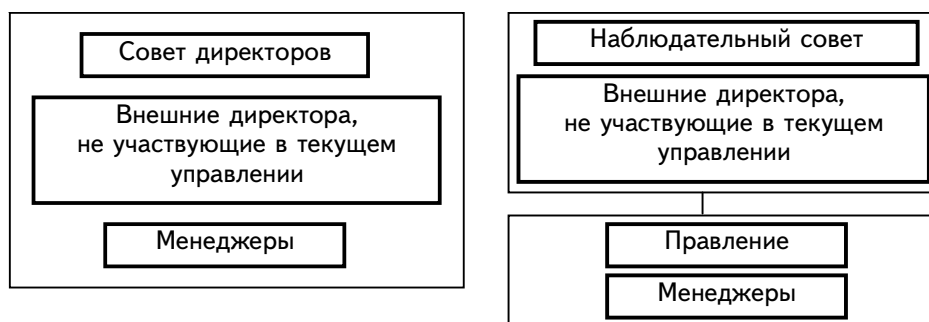 Совет директоров
Внешние директора,
не участвующие в текущем
управлении
Менеджеры
Наблюдательный совет
Внешние директора,
не участвующие в текущем
управлении
Правление
Менеджеры